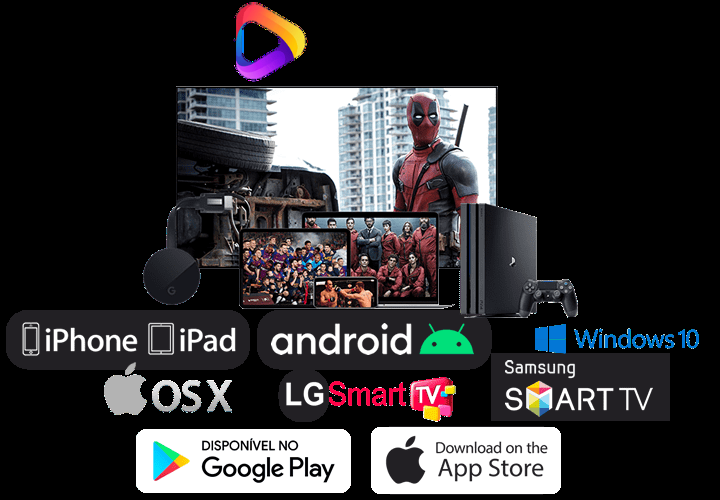 G
iPhone iPad
android
Windows 10
OS X
LG Smart TV
Samsung
SMART TV
DISPONÍVEL NO
Google Play
Download on the
App Store